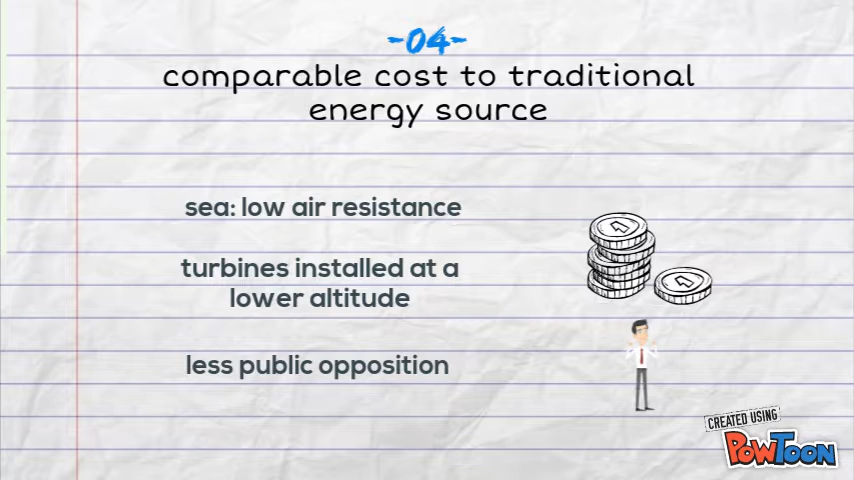 -04-
comparable cost to traditional
energy source
sea: low air resistance
turbines installed at a
lower altitude
less public opposition
CREATED USING
POWTOON